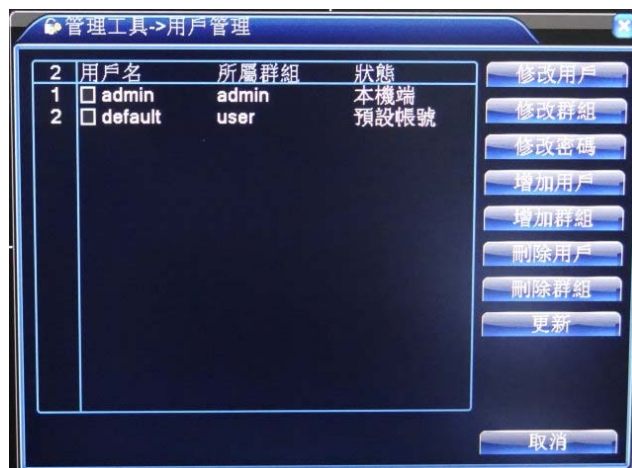 管理工具->用戶管理
2 用戶名 所屬群組 狀態
1 admin admin 本機端
2 default user 預設帳號
修改用戶
修改群組
修改密碼
增加用戶
增加群組
刪除用戶
刪除群組
更新
取消